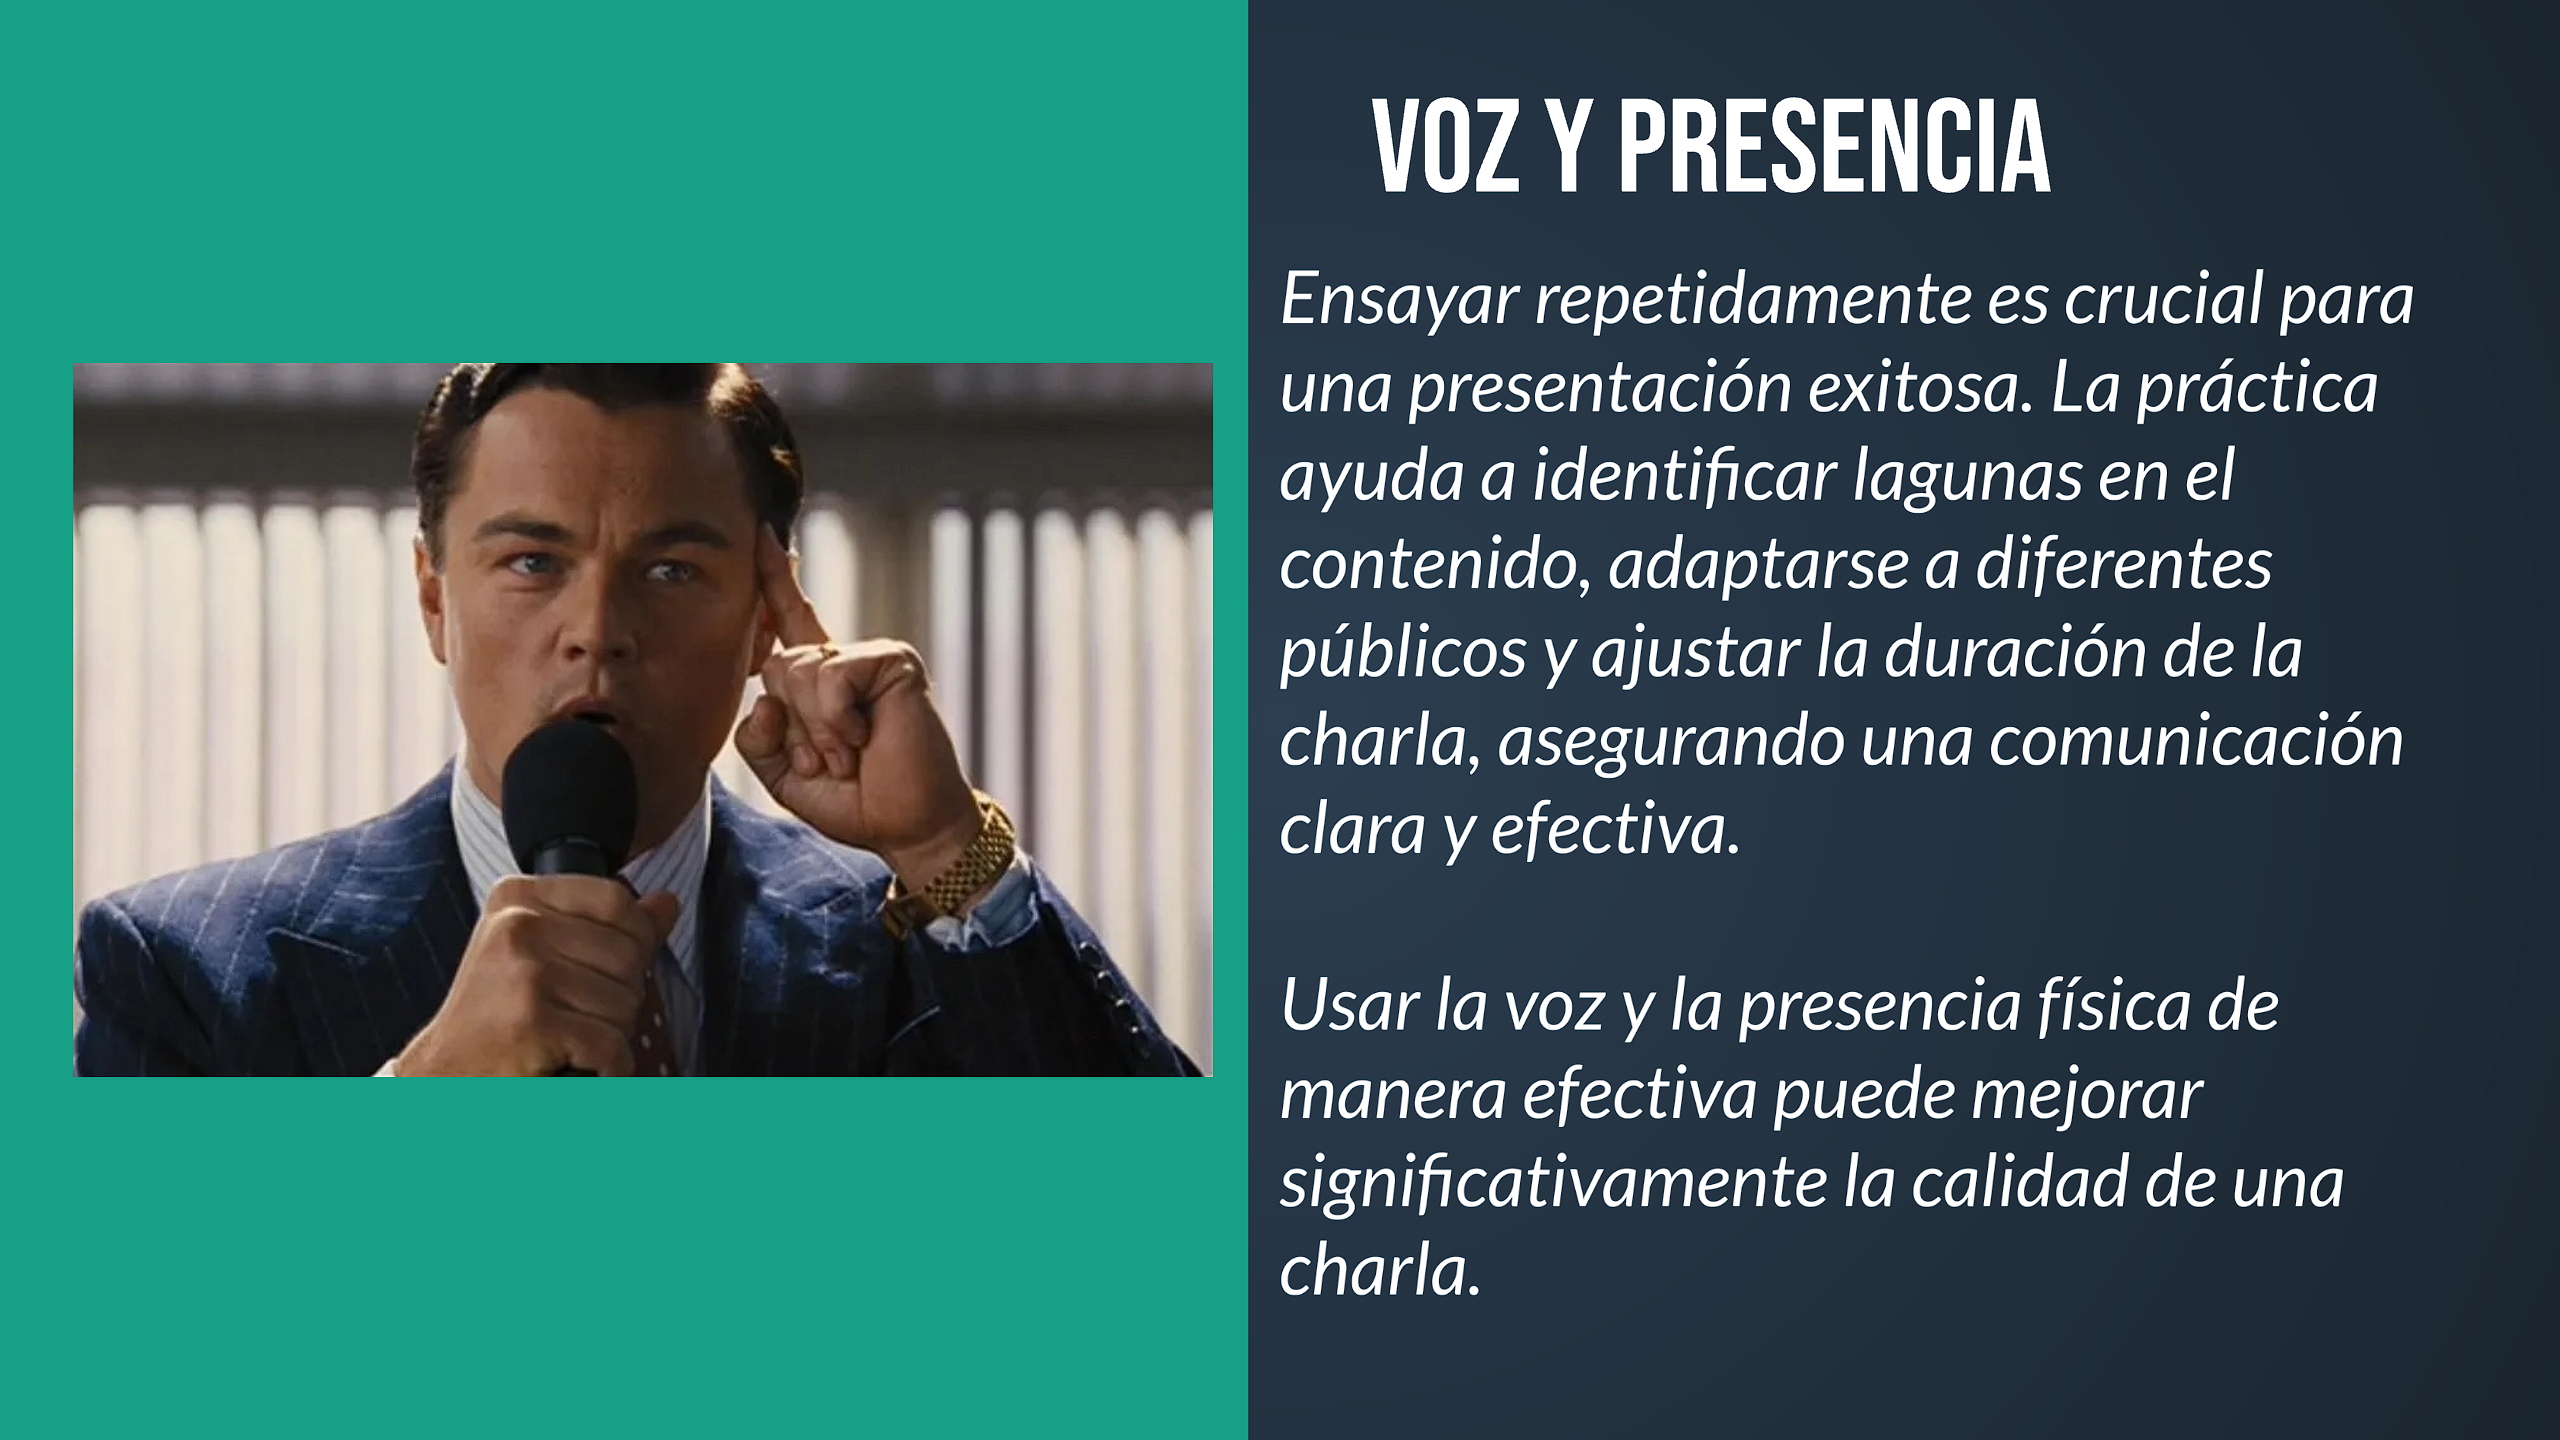 VOZ Y PRESENCIA
Ensayar repetidamente es crucial para
una presentación exitosa. La práctica
ayuda a identificar lagunas en el
contenido, adaptarse a diferentes
públicos y ajustar la duración de la
charla, asegurando una comunicación
clara y efectiva.
Usar la voz y la presencia física de
manera efectiva puede mejorar
significativamente la calidad de una
charla.